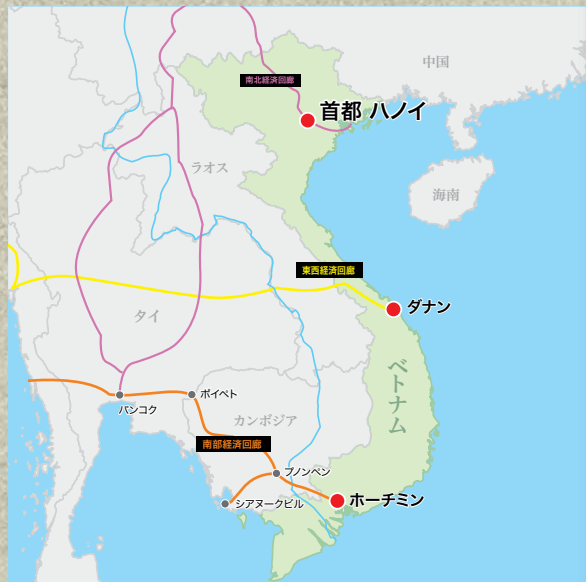 中国
南北経済回廊
首都 ハノイ
ラオス
海南
東西経済回廊
ダナン
タイ
ベトナム
ポイペト
バンコク
カンボジア
南部経済回廊
プノンペン
シアヌークビル
ホーチミン